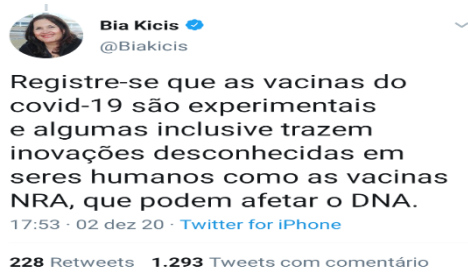 Bia Kicis
@Biakicis
Registre-se que as vacinas do
covid-19 são experimentais
e algumas inclusive trazem
inovações desconhecidas em
seres humanos como as vacinas
NRA, que podem afetar o DNA.
17:53 · 02 dez 20 · Twitter for iPhone
228 Retweets 1.293 Tweets com comentário